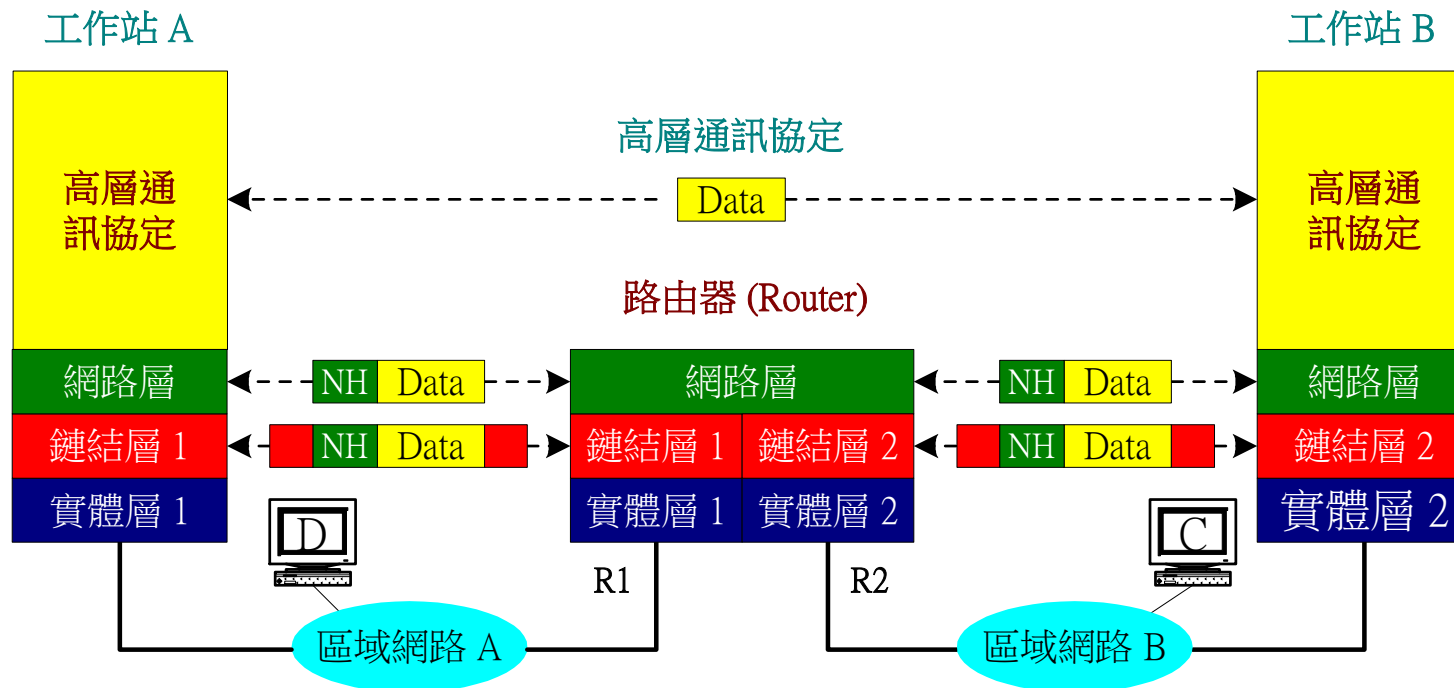 工作站 A
工作站 B
高層通訊協定
高層通
訊協定
Data
高層通
訊協定
路由器 (Router)
網路層
NH Data
網路層
NH Data
網路層
鏈結層 1
NH Data
鏈結層 1
鏈結層 2
NH Data
鏈結層 2
實體層 1
實體層 1
實體層 2
實體層 2
D
C
R1
R2
區域網路 A
區域網路 B